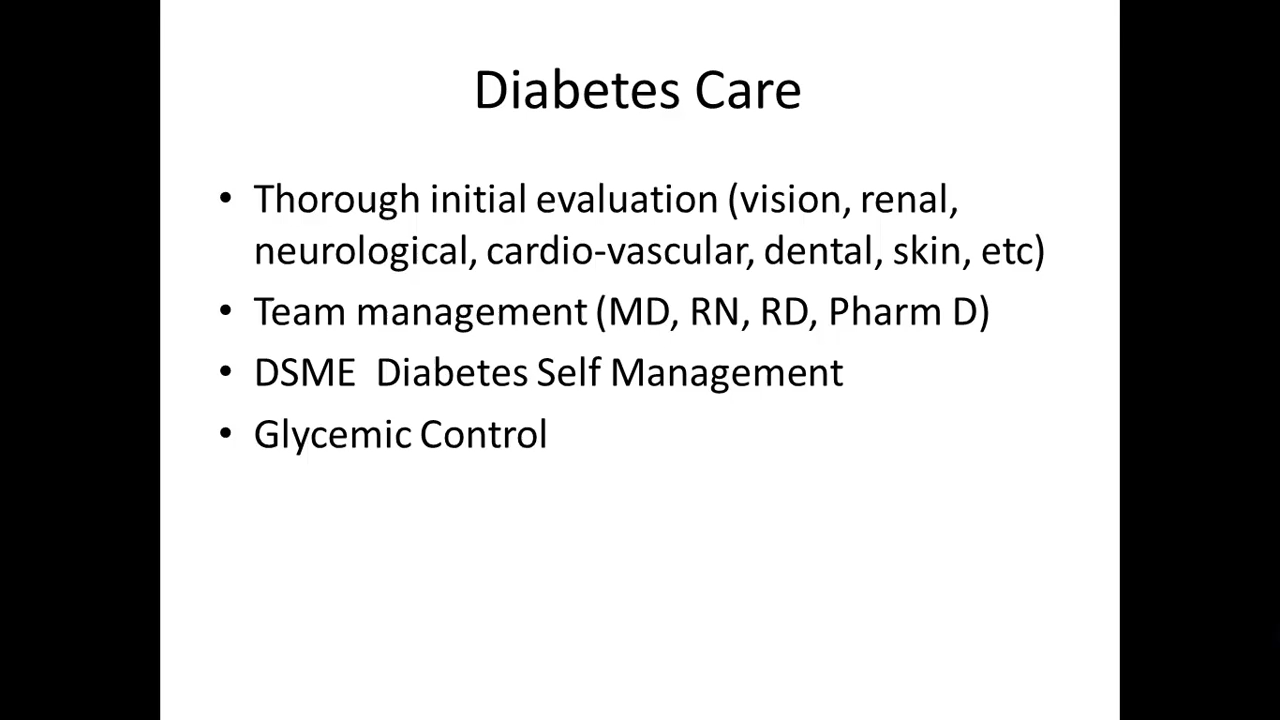 Diabetes Care
• Thorough initial evaluation (vision, renal,
neurological, cardio-vascular, dental, skin, etc)
• Team management (MD, RN, RD, Pharm D)
• DSME  Diabetes Self Management
• Glycemic Control